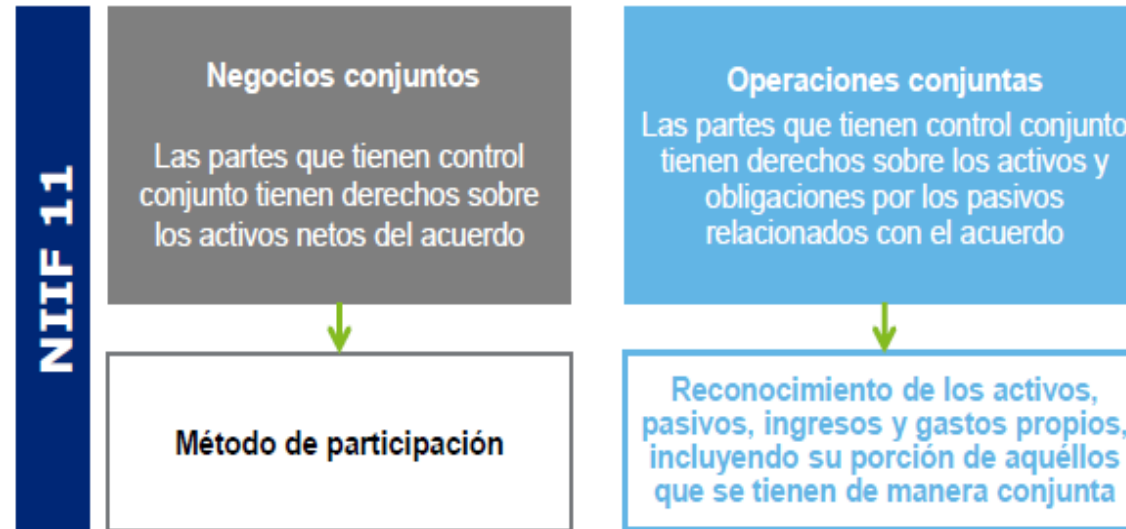 NIIF 11
Negocios conjuntos
Las partes que tienen control
conjunto tienen derechos sobre
los activos netos del acuerdo
Método de participación
Operaciones conjuntas
Las partes que tienen control conjunto
tienen derechos sobre los activos y
obligaciones por los pasivos
relacionados con el acuerdo
Reconocimiento de los activos,
pasivos, ingresos y gastos propios,
incluyendo su porción de aquéllos
que se tienen de manera conjunta